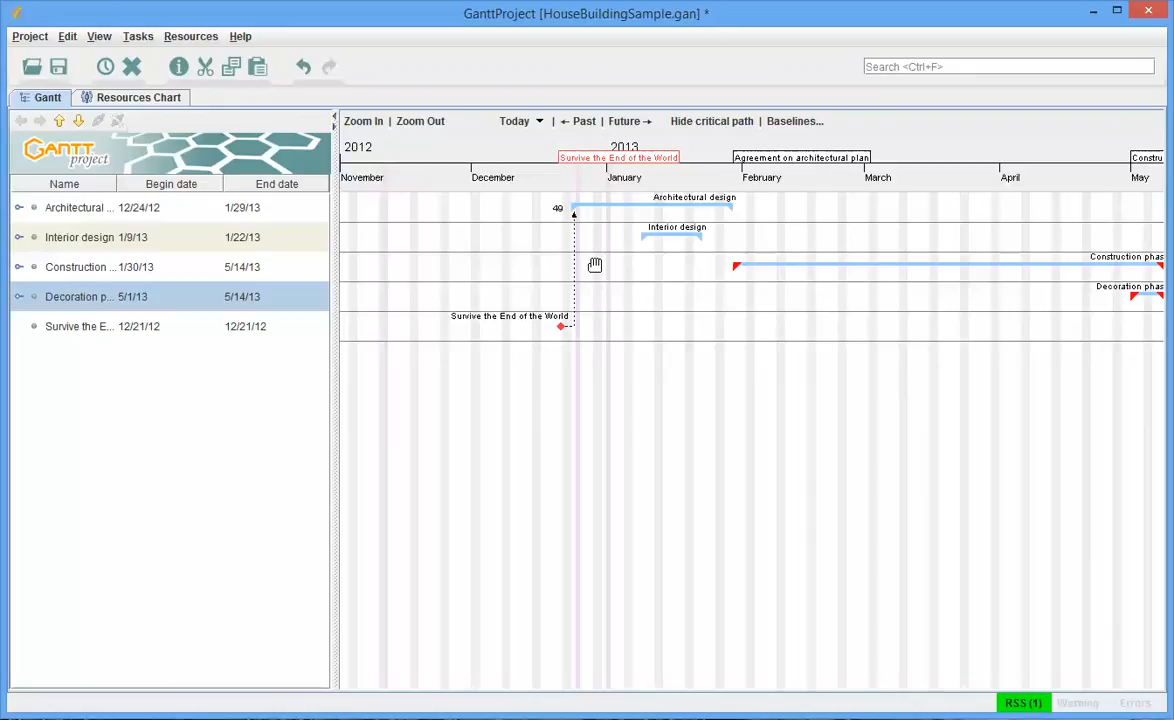 GanttProject [HouseBuildingSample.gan] *
Project Edit View Tasks Resources Help
Search <Ctrl+F>
Gantt Resources Chart
Zoom In | Zoom Out Today | ← Past | Future → Hide critical path | Baselines...
GANTT
project
2012 2013
Survive the End of the World Agreement on architectural plan Constru
November December January February March April May
Name Begin date End date
Architectural ... 12/24/12 1/29/13
Interior design 1/9/13 1/22/13
Construction ... 1/30/13 5/14/13
Decoration p... 5/1/13 5/14/13
Survive the E... 12/21/12 12/21/12
Architectural design
Interior design
Construction phas
Decoration phas
Survive the End of the World
RSS (1) Warning Errors